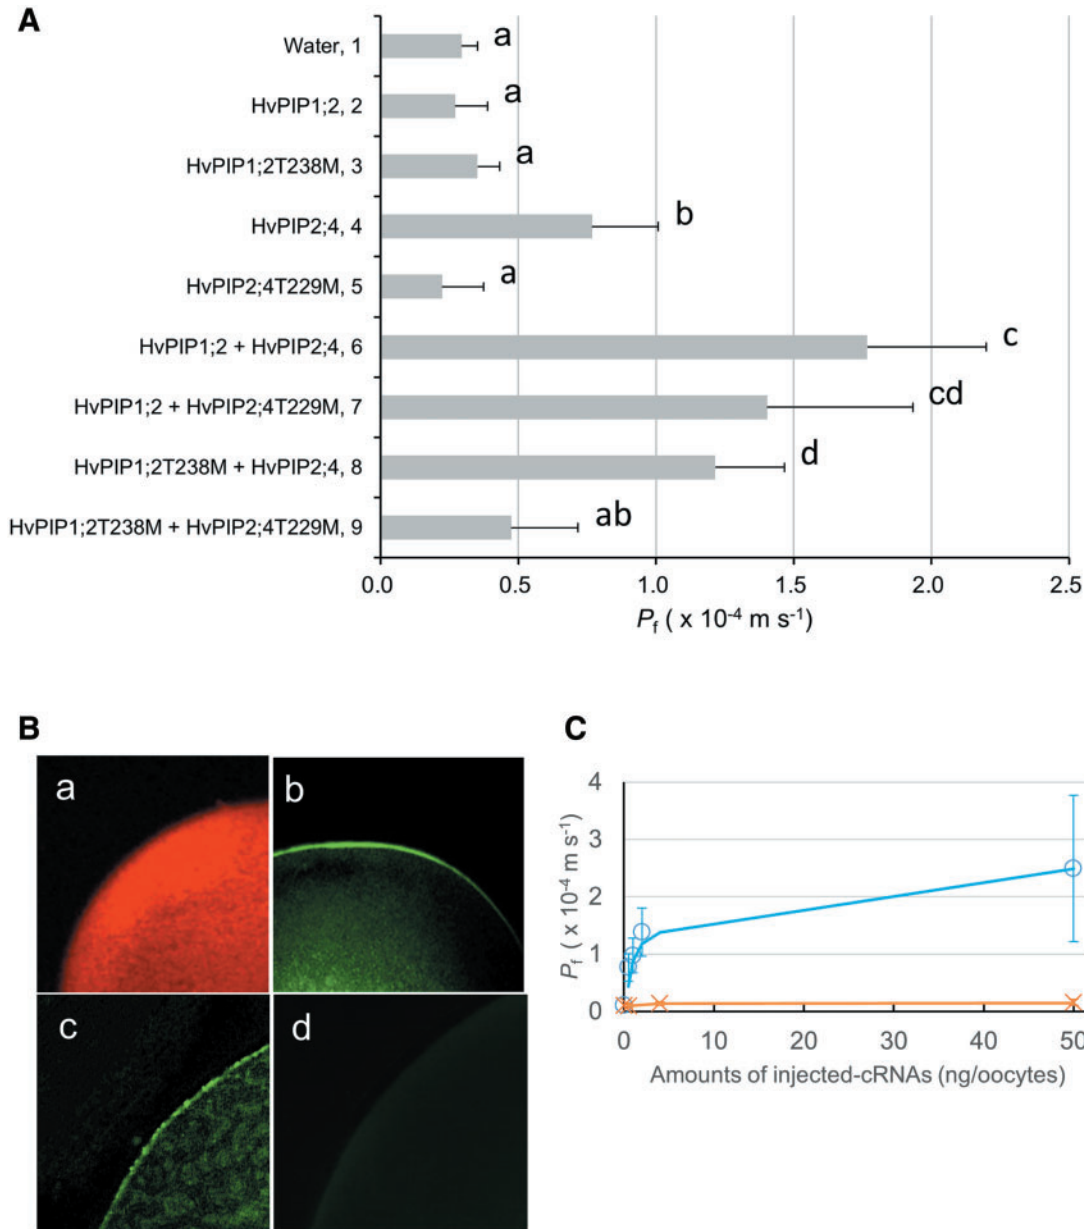 A
Water, 1
a
HvPIP1;2, 2
a
HvPIP1;2T238M, 3
a
HvPIP2;4, 4
b
HvPIP2;4T229M, 5
a
HvPIP1;2 + HvPIP2;4, 6
c
HvPIP1;2 + HvPIP2;4T229M, 7
cd
HvPIP1;2T238M + HvPIP2;4, 8
d
HvPIP1;2T238M + HvPIP2;4T229M, 9
ab
0.0 0.5 1.0 1.5 2.0 2.5
Pf ( x 10⁻⁴ m s⁻¹)
B
a
b
c
d
C
4
3
2
1
0
Pf ( x 10⁻⁴ m s⁻¹)
0 10 20 30 40 50
Amounts of injected-cRNAs (ng/oocytes)